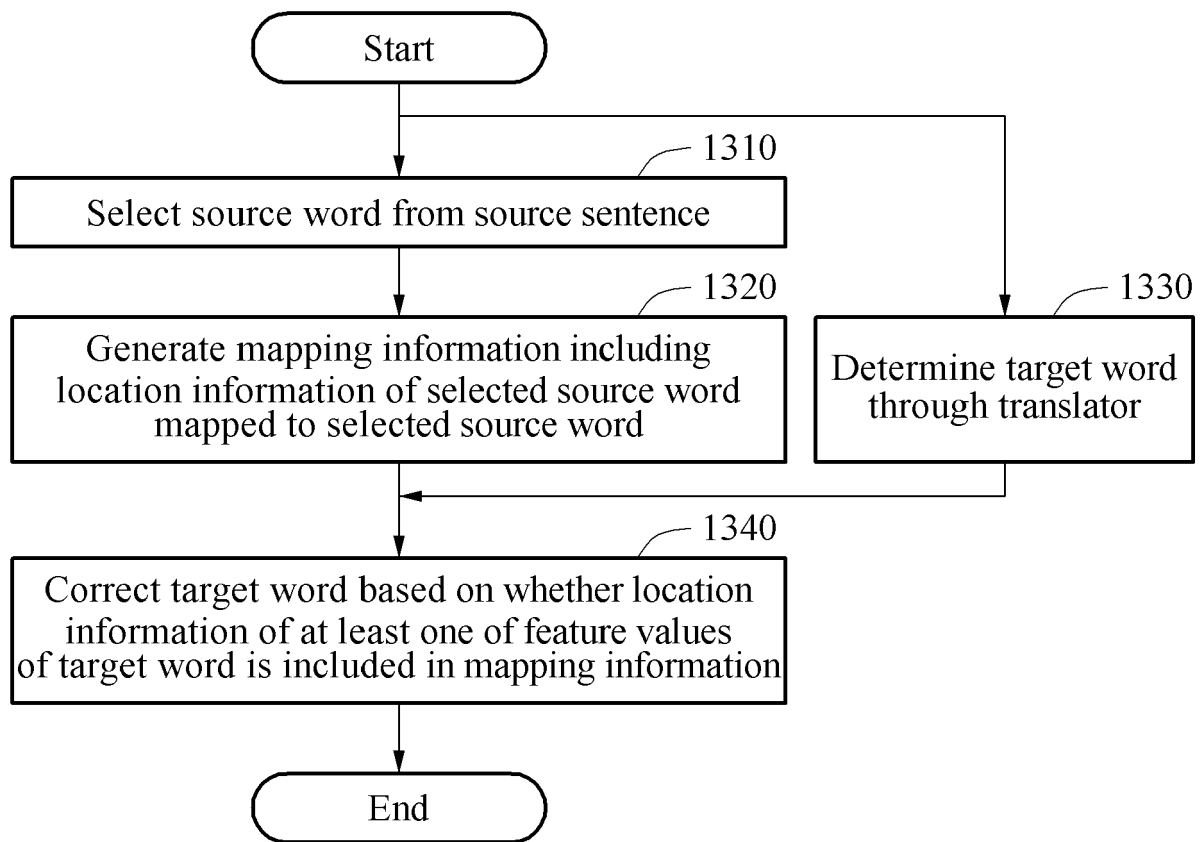 Start
1310
Select source word from source sentence
1320
Generate mapping information including
location information of selected source word
mapped to selected source word
1330
Determine target word
through translator
1340
Correct target word based on whether location
information of at least one of feature values
of target word is included in mapping information
End